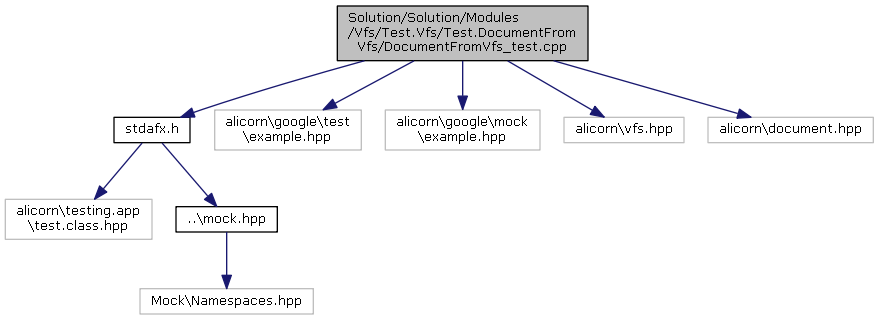 Solution/Solution/Modules
/Vfs/Test.Vfs/Test.DocumentFrom
Vfs/DocumentFromVfs_test.cpp
stdafx.h
alicorn\google\test
\example.hpp
alicorn\google\mock
\example.hpp
alicorn\vfs.hpp
alicorn\document.hpp
alicorn\testing.app
\test.class.hpp
..\mock.hpp
Mock\Namespaces.hpp